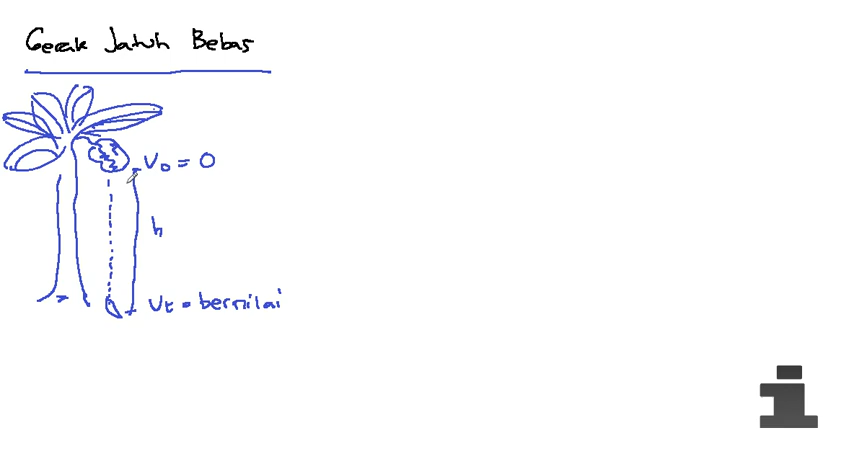 Gerak Jatuh Bebas
V₀ = 0
h
Vt = bernilai